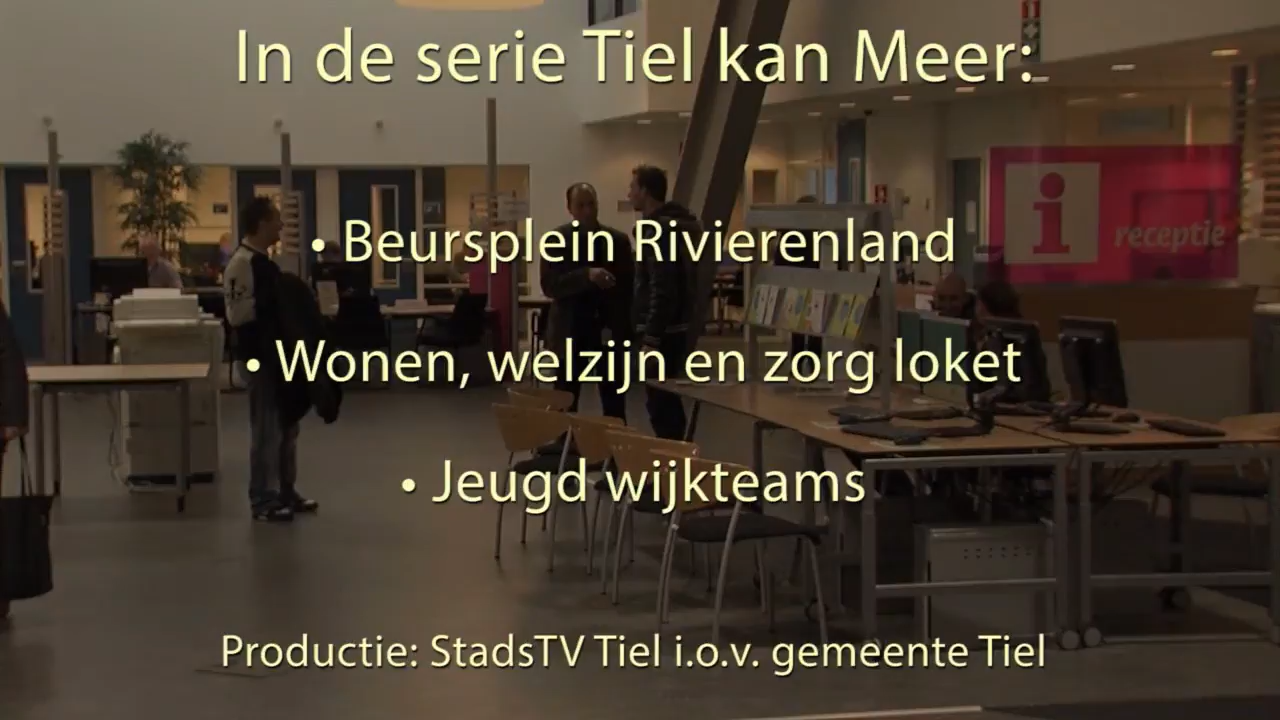 In de serie Tiel kan Meer:
• Beursplein Rivierenland
i receptie
• Wonen, welzijn en zorg loket
• Jeugd wijkteams
Productie: StadsTV Tiel i.o.v. gemeente Tiel